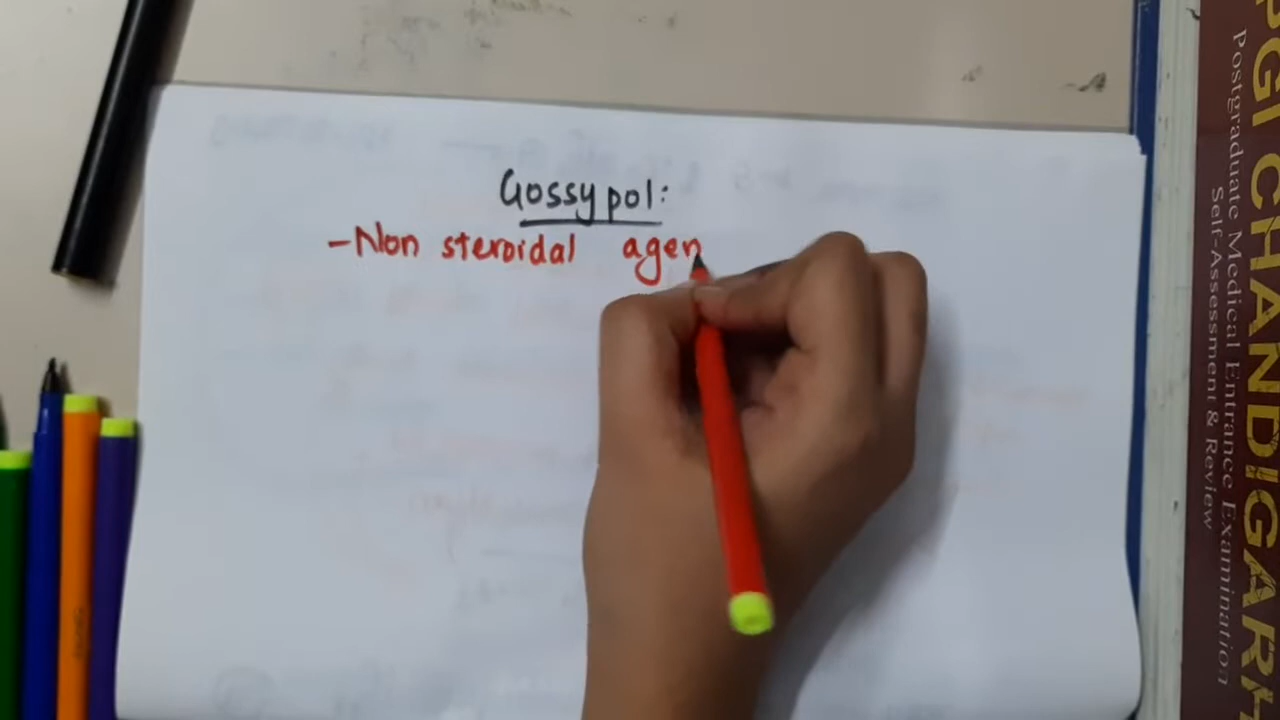 Gossypol:
-Non steroidal agen
PGI CHANDIGARH
Postgraduate Medical Entrance Examination
Self-Assessment & Review